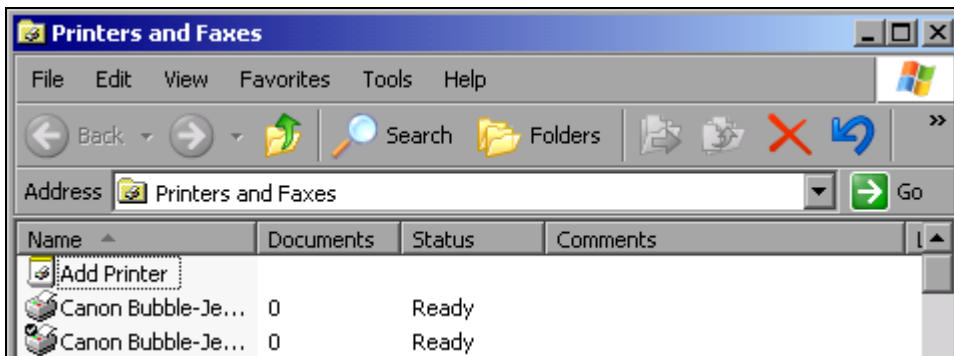 Printers and Faxes
File Edit View Favorites Tools Help
Back Search Folders »
Address Printers and Faxes Go
Name Documents Status Comments L
Add Printer
Canon Bubble-Je... 0 Ready
Canon Bubble-Je... 0 Ready